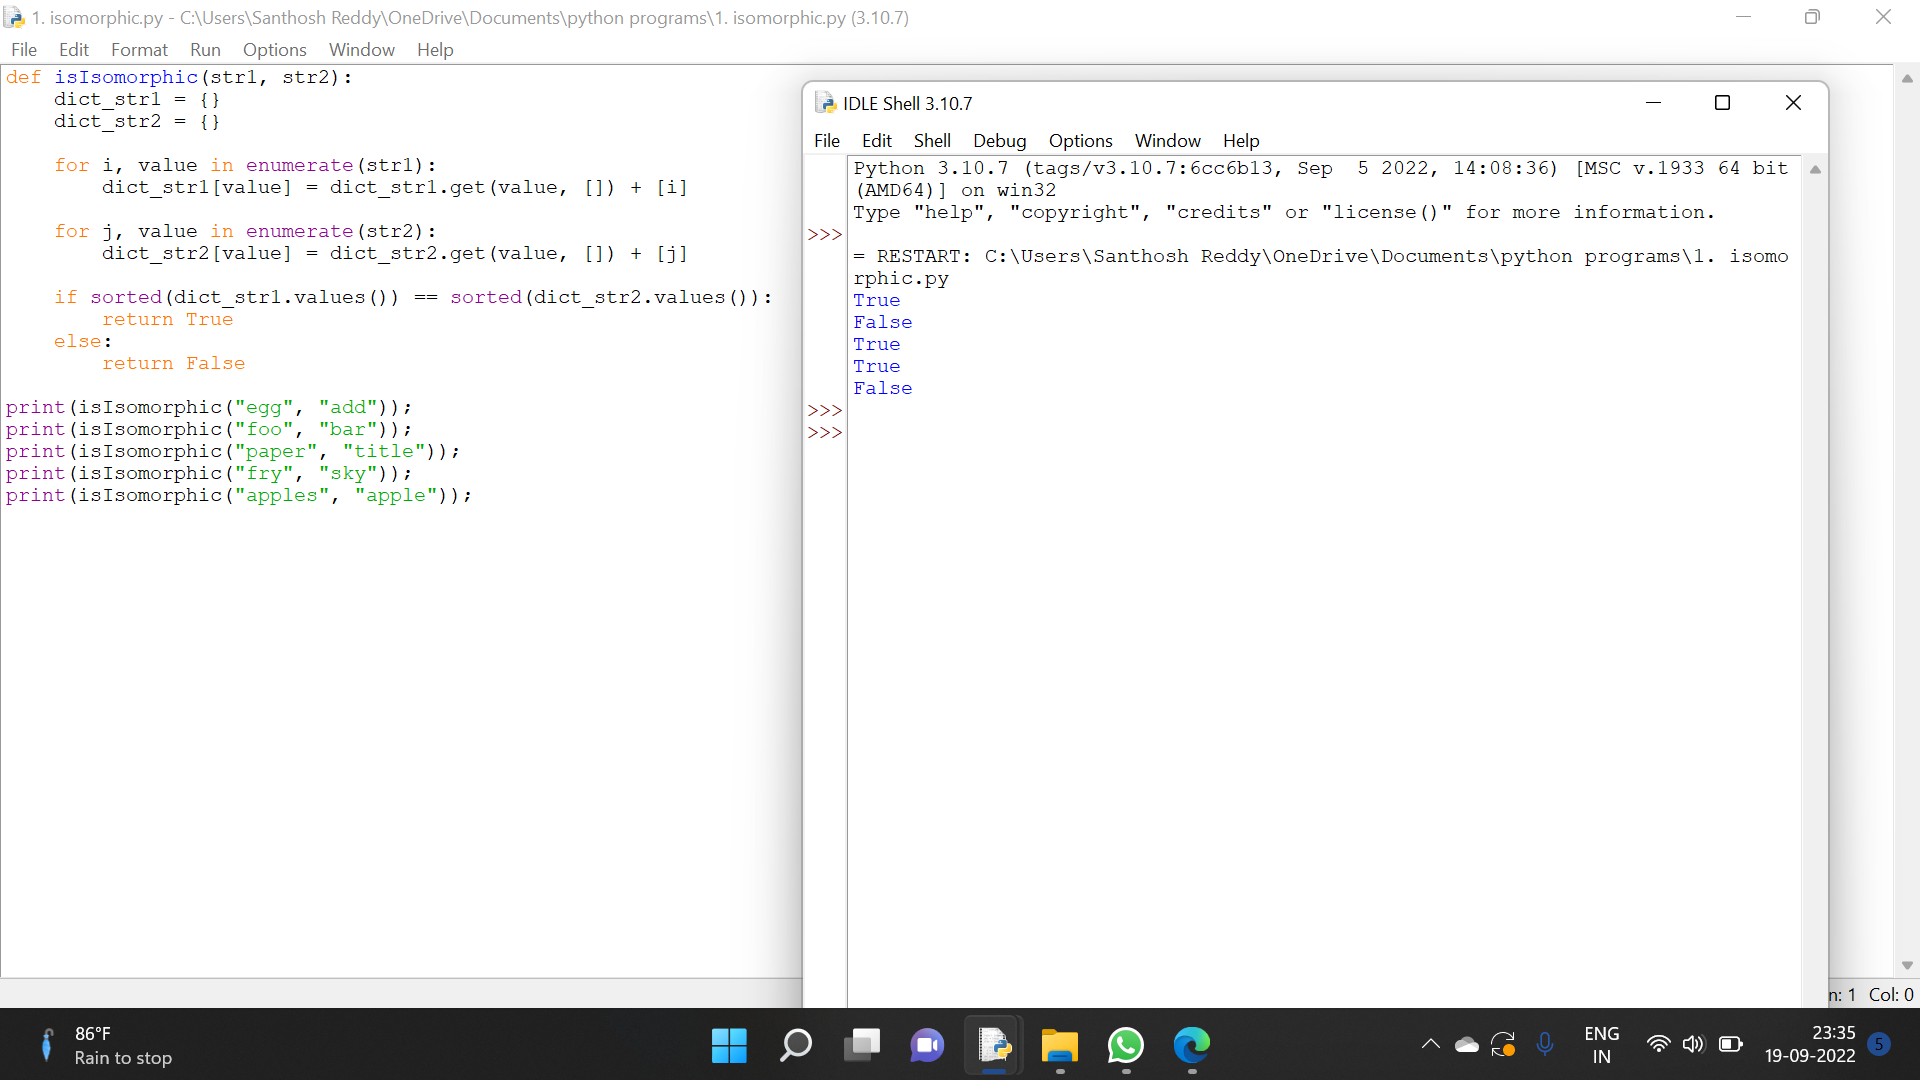 1. isomorphic.py - C:\Users\Santhosh Reddy\OneDrive\Documents\python programs\1. isomorphic.py (3.10.7)
File Edit Format Run Options Window Help
def isIsomorphic(str1, str2):
    dict_str1 = {}
    dict_str2 = {}
    for i, value in enumerate(str1):
        dict_str1[value] = dict_str1.get(value, []) + [i]
    for j, value in enumerate(str2):
        dict_str2[value] = dict_str2.get(value, []) + [j]
    if sorted(dict_str1.values()) == sorted(dict_str2.values()):
        return True
    else:
        return False
print(isIsomorphic("egg", "add"));
print(isIsomorphic("foo", "bar"));
print(isIsomorphic("paper", "title"));
print(isIsomorphic("fry", "sky"));
print(isIsomorphic("apples", "apple"));
IDLE Shell 3.10.7
File Edit Shell Debug Options Window Help
Python 3.10.7 (tags/v3.10.7:6cc6b13, Sep  5 2022, 14:08:36) [MSC v.1933 64 bit
(AMD64)] on win32
Type "help", "copyright", "credits" or "license()" for more information.
>>>
= RESTART: C:\Users\Santhosh Reddy\OneDrive\Documents\python programs\1. isomo
rphic.py
True
False
True
True
False
>>>
>>>
n: 1 Col: 0
86°F
Rain to stop
ENG
IN
23:35
19-09-2022
5